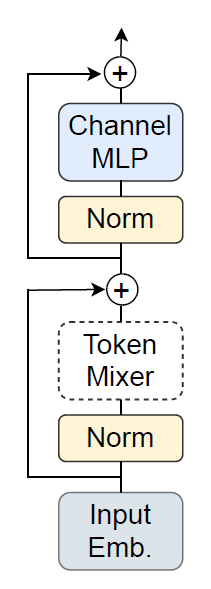 +
Channel
MLP
Norm
+
Token
Mixer
Norm
Input
Emb.